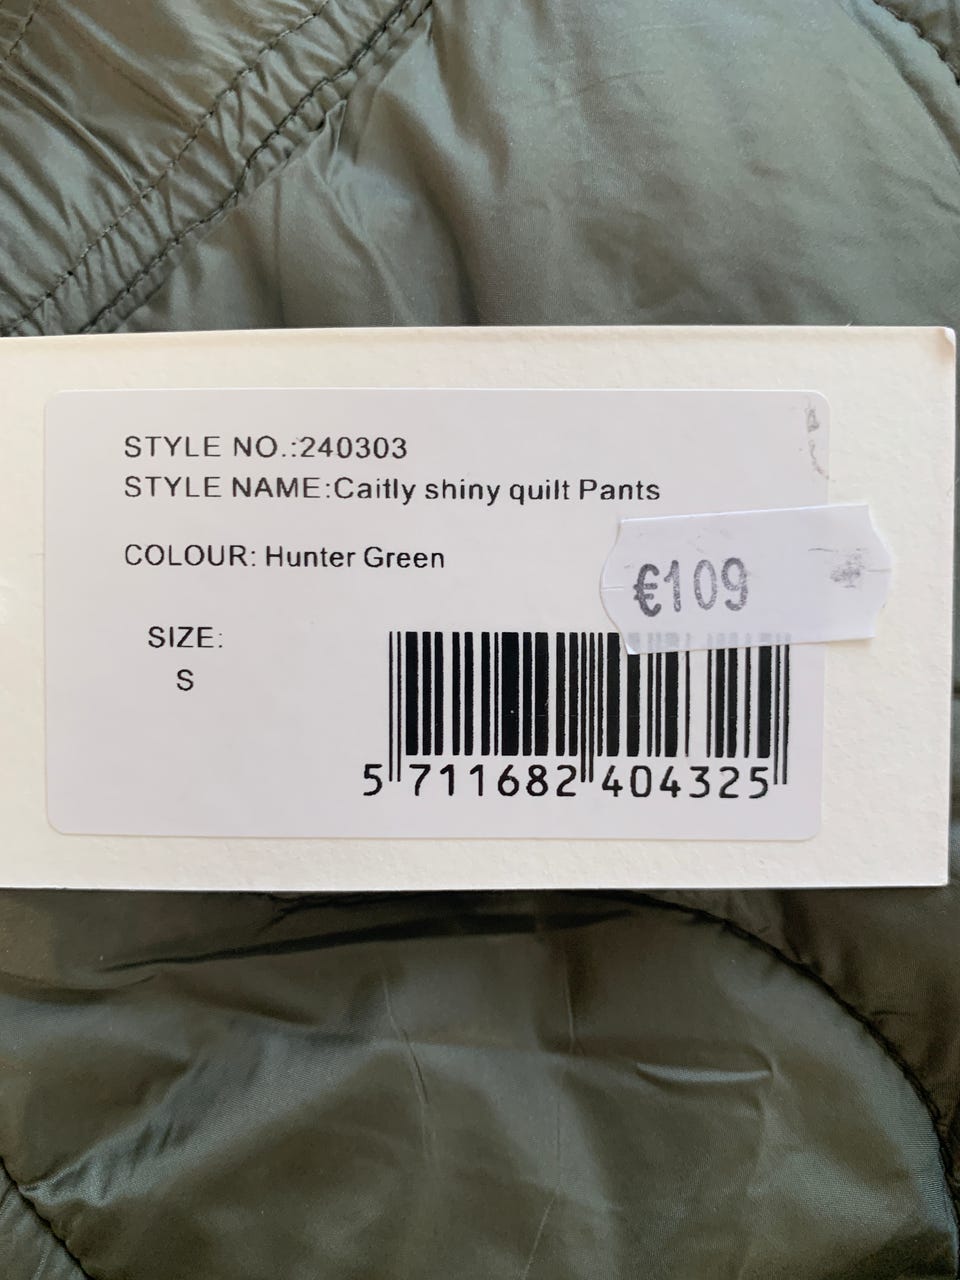 STYLE NO.:240303
STYLE NAME:Caitly shiny quilt Pants
COLOUR: Hunter Green
€109
SIZE:
S
5 711682 404325